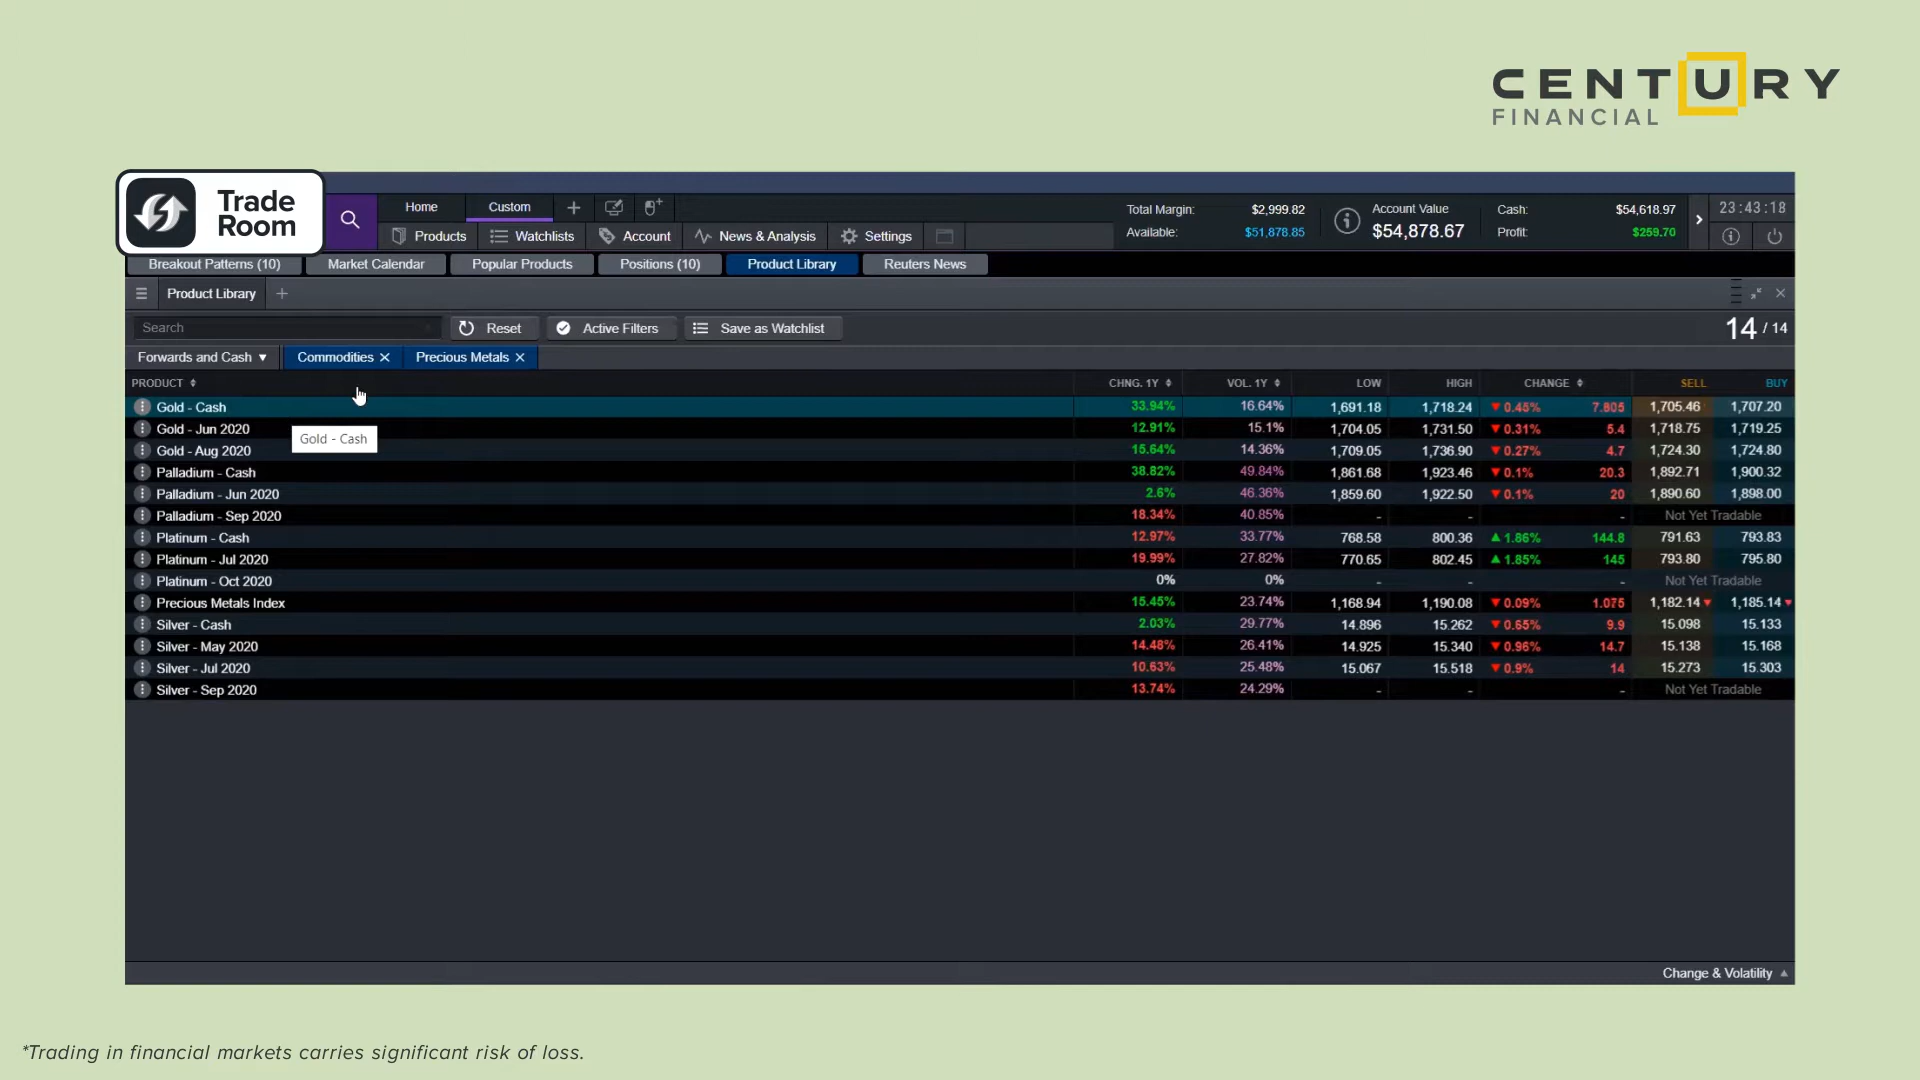 CENTURY
FINANCIAL
Trade
Room
Home Custom
Products Watchlists Account News & Analysis Settings
Total Margin: $2,999.82
Available: $51,878.85
Account Value
$54,878.67
Cash: $54,618.97
Profit: $259.70
23:43:18
Breakout Patterns (10) Market Calendar Popular Products Positions (10) Product Library Reuters News
Product Library
Search Reset Active Filters Save as Watchlist 14 / 14
Forwards and Cash Commodities Precious Metals
PRODUCT CHNG. 1Y VOL. 1Y LOW HIGH CHANGE SELL BUY
Gold - Cash 33.94% 16.64% 1,691.18 1,718.24 0.45% 7.805 1,705.46 1,707.20
Gold - Jun 2020 12.91% 15.1% 1,704.05 1,731.50 0.31% 5.4 1,718.75 1,719.25
Gold - Cash
Gold - Aug 2020 15.64% 14.36% 1,709.05 1,736.90 0.27% 4.7 1,724.30 1,724.80
Palladium - Cash 38.82% 49.84% 1,861.68 1,923.46 0.1% 20.3 1,892.71 1,900.32
Palladium - Jun 2020 2.6% 46.36% 1,859.60 1,922.50 0.1% 20 1,890.60 1,898.00
Palladium - Sep 2020 18.34% 40.85% - - - Not Yet Tradable
Platinum - Cash 12.97% 33.77% 768.58 800.36 1.86% 144.8 791.63 793.83
Platinum - Jul 2020 19.99% 27.82% 770.65 802.45 1.85% 145 793.80 795.80
Platinum - Oct 2020 0% 0% - - - Not Yet Tradable
Precious Metals Index 15.45% 23.74% 1,168.94 1,190.08 0.09% 1.075 1,182.14 1,185.14
Silver - Cash 2.03% 29.77% 14.896 15.262 0.65% 9.9 15.098 15.133
Silver - May 2020 14.48% 26.41% 14.925 15.340 0.96% 14.7 15.138 15.168
Silver - Jul 2020 10.63% 25.48% 15.067 15.518 0.9% 14 15.273 15.303
Silver - Sep 2020 13.74% 24.29% - - - Not Yet Tradable
Change & Volatility
*Trading in financial markets carries significant risk of loss.